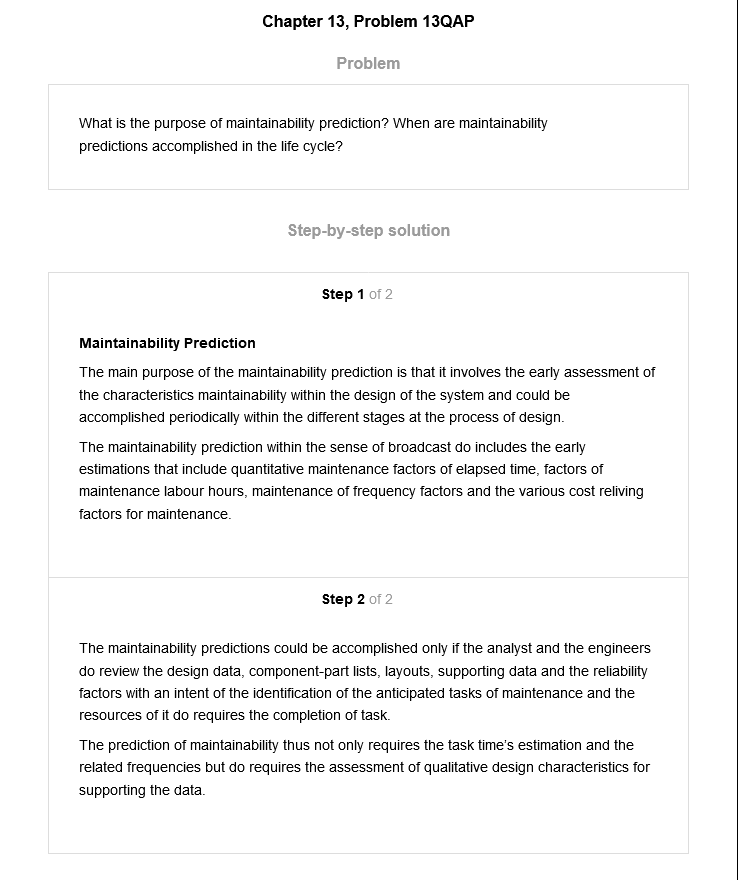 Chapter 13, Problem 13QAP
Problem
What is the purpose of maintainability prediction? When are maintainability
predictions accomplished in the life cycle?
Step-by-step solution
Step 1 of 2
Maintainability Prediction
The main purpose of the maintainability prediction is that it involves the early assessment of
the characteristics maintainability within the design of the system and could be
accomplished periodically within the different stages at the process of design.
The maintainability prediction within the sense of broadcast do includes the early
estimations that include quantitative maintenance factors of elapsed time, factors of
maintenance labour hours, maintenance of frequency factors and the various cost reliving
factors for maintenance.
Step 2 of 2
The maintainability predictions could be accomplished only if the analyst and the engineers
do review the design data, component-part lists, layouts, supporting data and the reliability
factors with an intent of the identification of the anticipated tasks of maintenance and the
resources of it do requires the completion of task.
The prediction of maintainability thus not only requires the task time's estimation and the
related frequencies but do requires the assessment of qualitative design characteristics for
supporting the data.